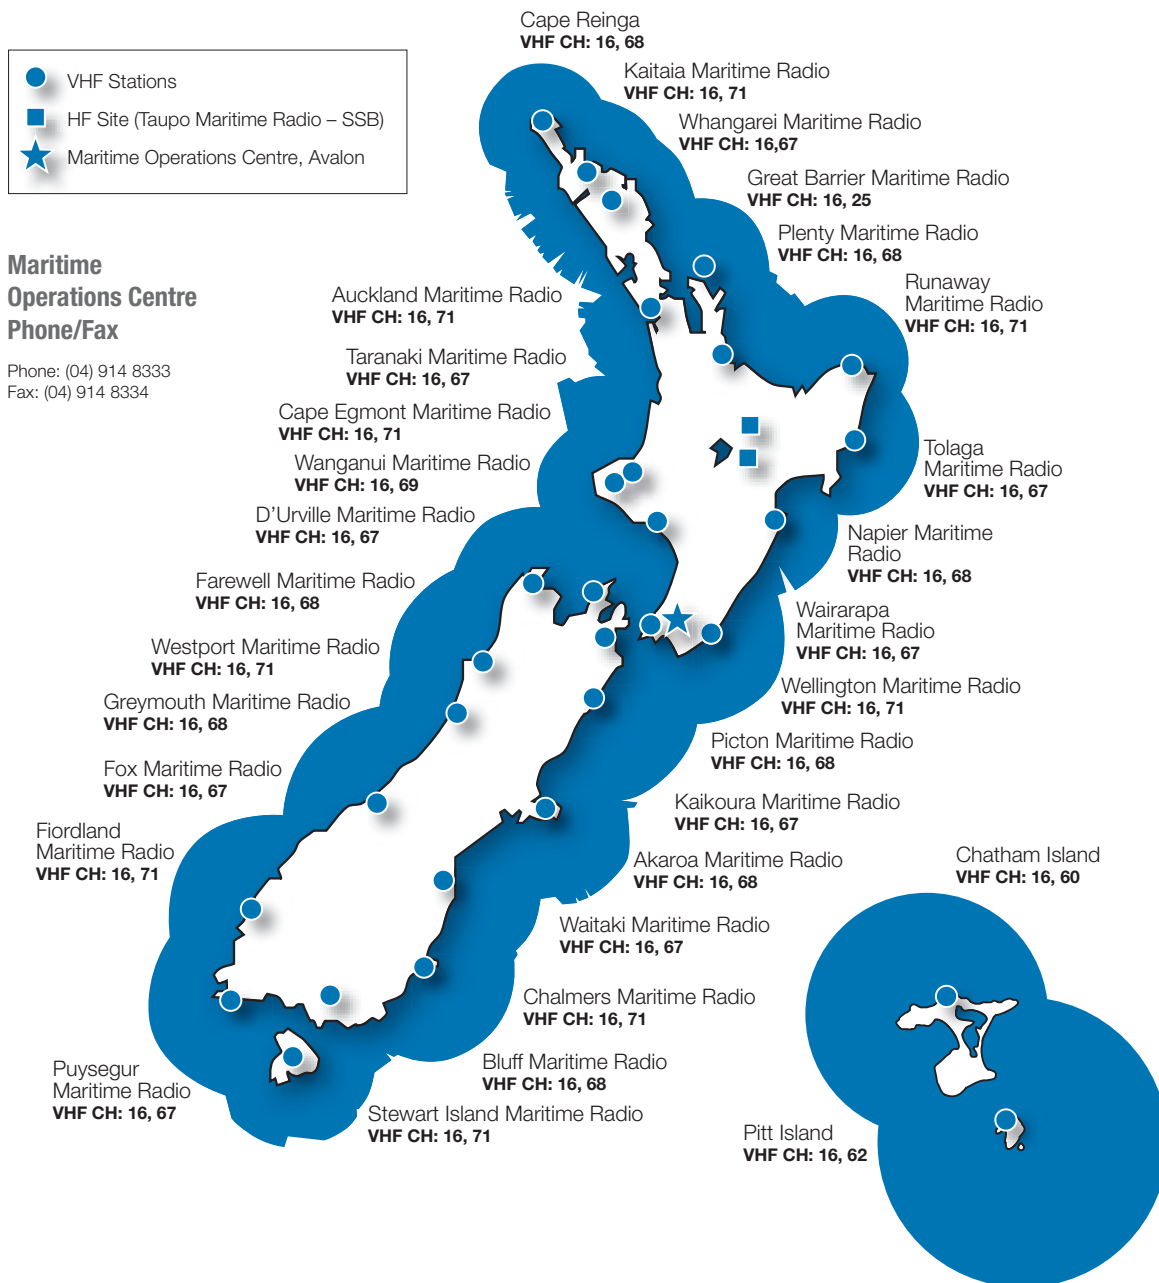 VHF Stations
HF Site (Taupo Maritime Radio – SSB)
Maritime Operations Centre, Avalon
Maritime
Operations Centre
Phone/Fax
Phone: (04) 914 8333
Fax: (04) 914 8334
Cape Reinga
VHF CH: 16, 68
Kaitaia Maritime Radio
VHF CH: 16, 71
Whangarei Maritime Radio
VHF CH: 16,67
Great Barrier Maritime Radio
VHF CH: 16, 25
Plenty Maritime Radio
VHF CH: 16, 68
Runaway
Maritime Radio
VHF CH: 16, 71
Auckland Maritime Radio
VHF CH: 16, 71
Taranaki Maritime Radio
VHF CH: 16, 67
Cape Egmont Maritime Radio
VHF CH: 16, 71
Wanganui Maritime Radio
VHF CH: 16, 69
D'Urville Maritime Radio
VHF CH: 16, 67
Farewell Maritime Radio
VHF CH: 16, 68
Westport Maritime Radio
VHF CH: 16, 71
Greymouth Maritime Radio
VHF CH: 16, 68
Fox Maritime Radio
VHF CH: 16, 67
Fiordland
Maritime Radio
VHF CH: 16, 71
Puysegur
Maritime Radio
VHF CH: 16, 67
Tolaga
Maritime Radio
VHF CH: 16, 67
Napier Maritime
Radio
VHF CH: 16, 68
Wairarapa
Maritime Radio
VHF CH: 16, 67
Wellington Maritime Radio
VHF CH: 16, 71
Picton Maritime Radio
VHF CH: 16, 68
Kaikoura Maritime Radio
VHF CH: 16, 67
Akaroa Maritime Radio
VHF CH: 16, 68
Waitaki Maritime Radio
VHF CH: 16, 67
Chalmers Maritime Radio
VHF CH: 16, 71
Bluff Maritime Radio
VHF CH: 16, 68
Stewart Island Maritime Radio
VHF CH: 16, 71
Chatham Island
VHF CH: 16, 60
Pitt Island
VHF CH: 16, 62